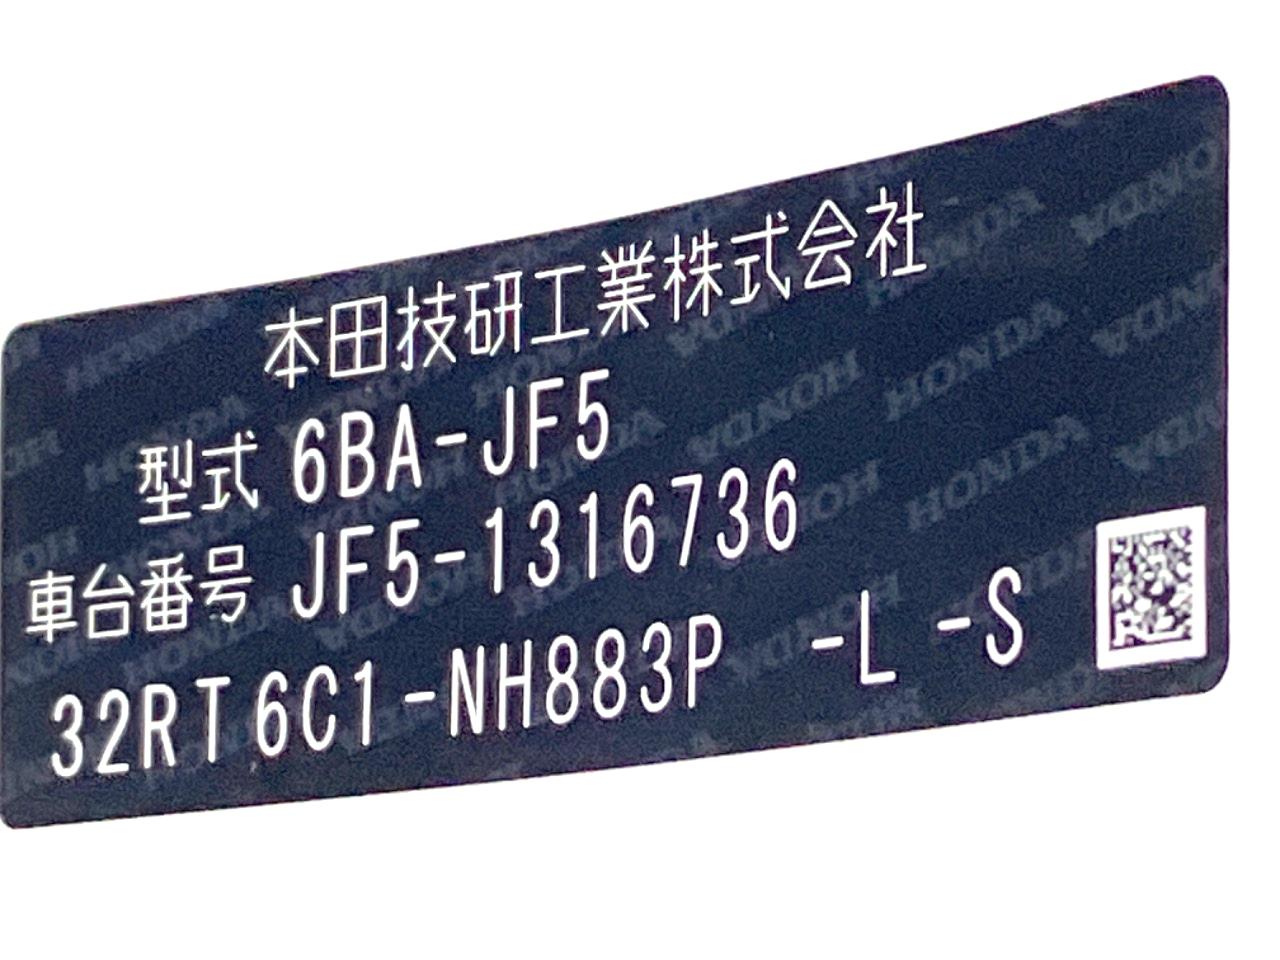 本田技研工業株式会社
型式 6BA-JF5
車台番号 JF5-1316736
32RT6C1-NH883P -L -S